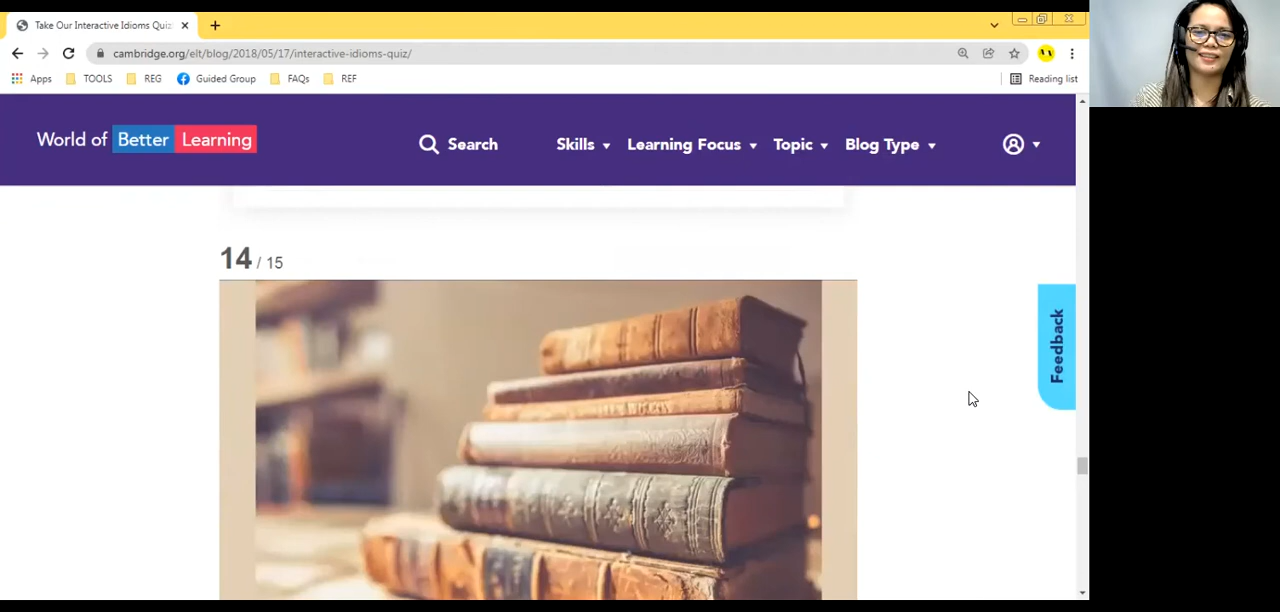 Take Our Interactive Idioms Quiz
cambridge.org/elt/blog/2018/05/17/interactive-idioms-quiz/
Apps TOOLS REG Guided Group FAQs REF Reading list
World of Better Learning Search Skills Learning Focus Topic Blog Type
14 / 15
Feedback